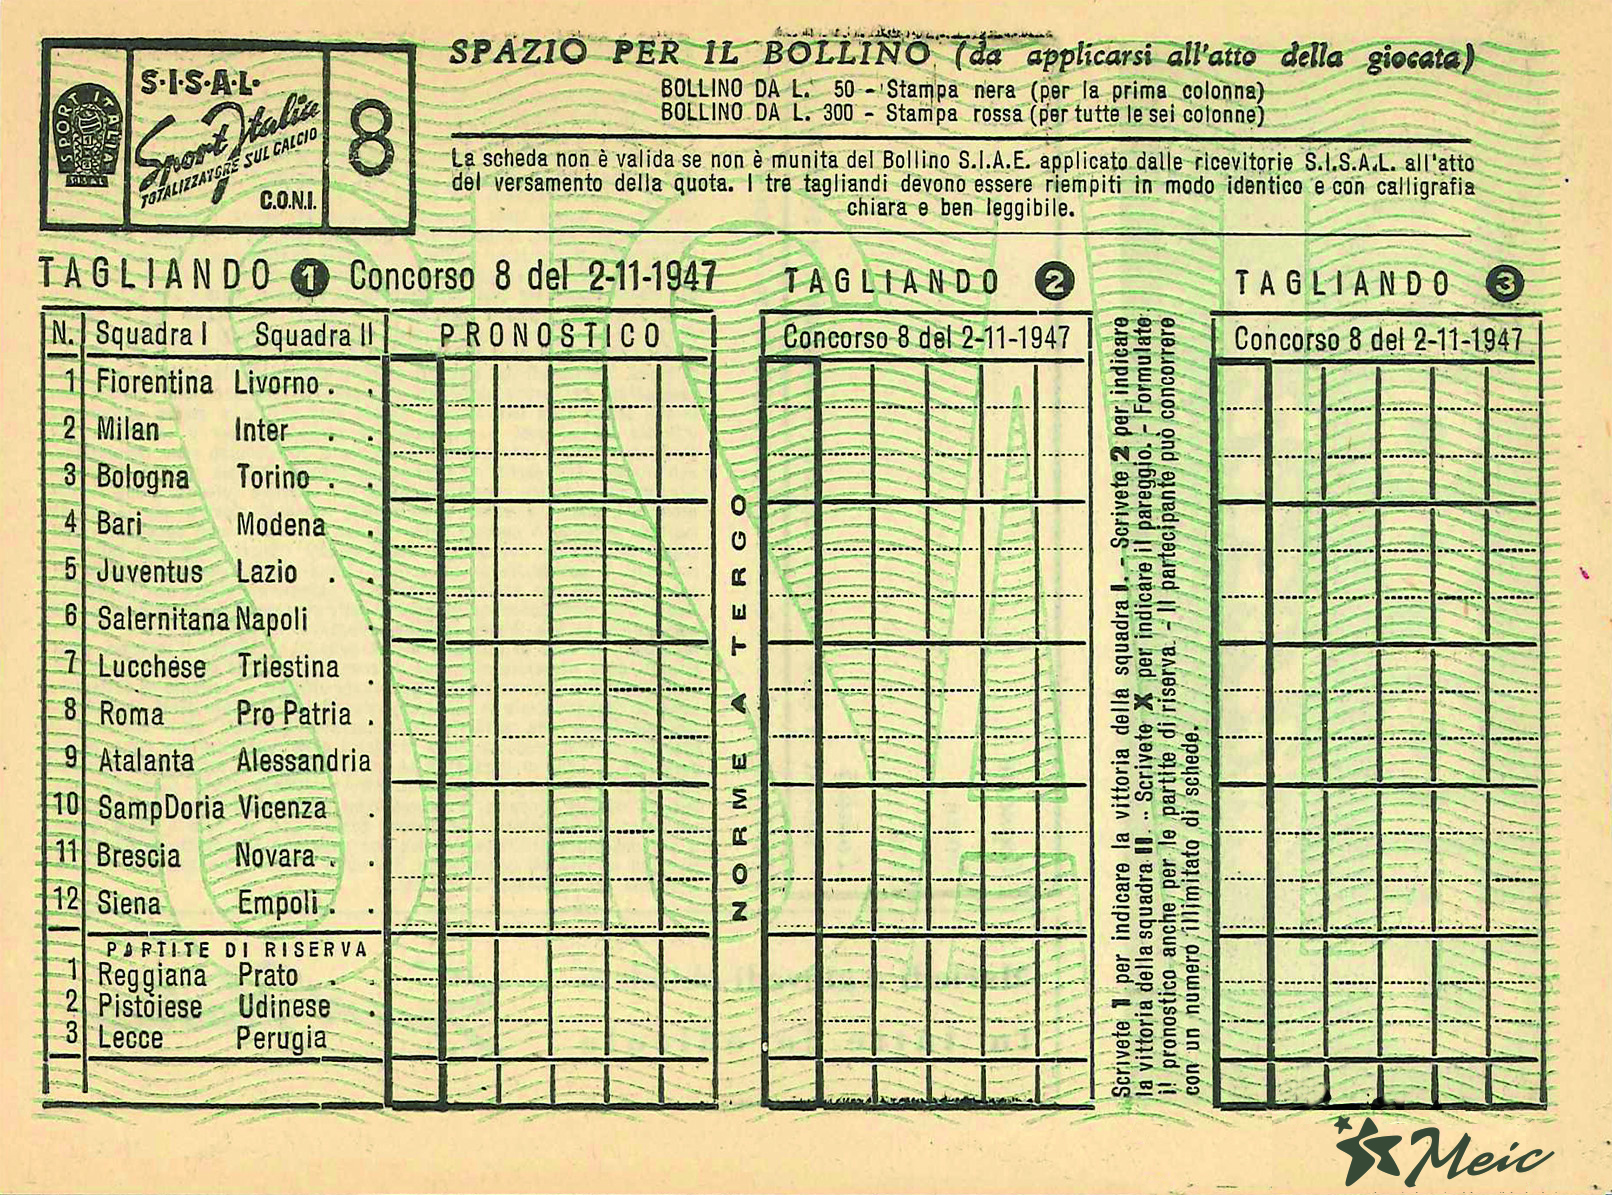 SPAZIO PER IL BOLLINO (da applicarsi all'atto della giocata)
BOLLINO DA L. 50 - Stampa nera (per la prima colonna)
BOLLINO DA L. 300 - Stampa rossa (per tutte le sei colonne)
SPORT ITALIA
SISAL
S·I·S·A·L·
Sport Italia
TOTALIZZATORE SUL CALCIO
C.O.N.I.
8
La scheda non è valida se non è munita del Bollino S.I.A.E. applicato dalle ricevitorie S.I.S.A.L. all'atto
del versamento della quota. I tre tagliandi devono essere riempiti in modo identico e con calligrafia
chiara e ben leggibile.
TAGLIANDO 1 Concorso 8 del 2-11-1947
N. Squadra I Squadra II PRONOSTICO
1 Fiorentina Livorno . .
2 Milan Inter . .
3 Bologna Torino . .
4 Bari Modena .
5 Juventus Lazio . .
6 Salernitana Napoli .
7 Lucchese Triestina .
8 Roma Pro Patria .
9 Atalanta Alessandria
10 SampDoria Vicenza .
11 Brescia Novara . .
12 Siena Empoli . .
PARTITE DI RISERVA
1 Reggiana Prato . .
2 Pistoiese Udinese .
3 Lecce Perugia
NORME A TERGO
TAGLIANDO 2
Concorso 8 del 2-11-1947
Scrivete 1 per indicare la vittoria della squadra I. - Scrivete 2 per indicare
la vittoria della squadra II. - Scrivete X per indicare il pareggio. - Formulate
il pronostico anche per le partite di riserva. - Il partecipante può concorrere
con un numero illimitato di schede.
TAGLIANDO 3
Concorso 8 del 2-11-1947
Meic